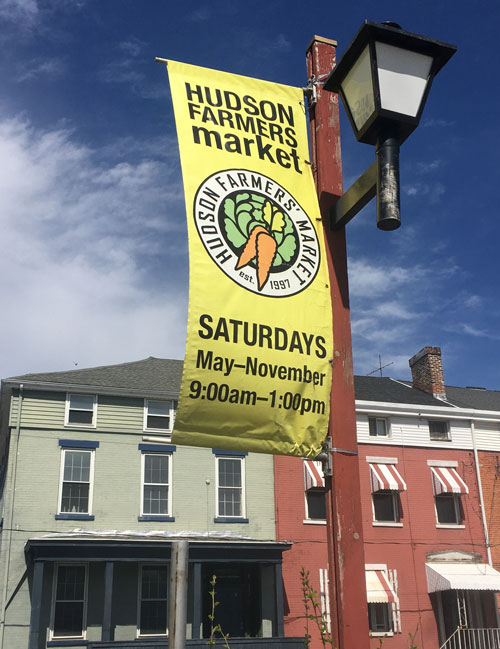 HUDSON
FARMERS
market
HUDSON FARMERS' MARKET
est. 1997
SATURDAYS
May–November
9:00am–1:00pm